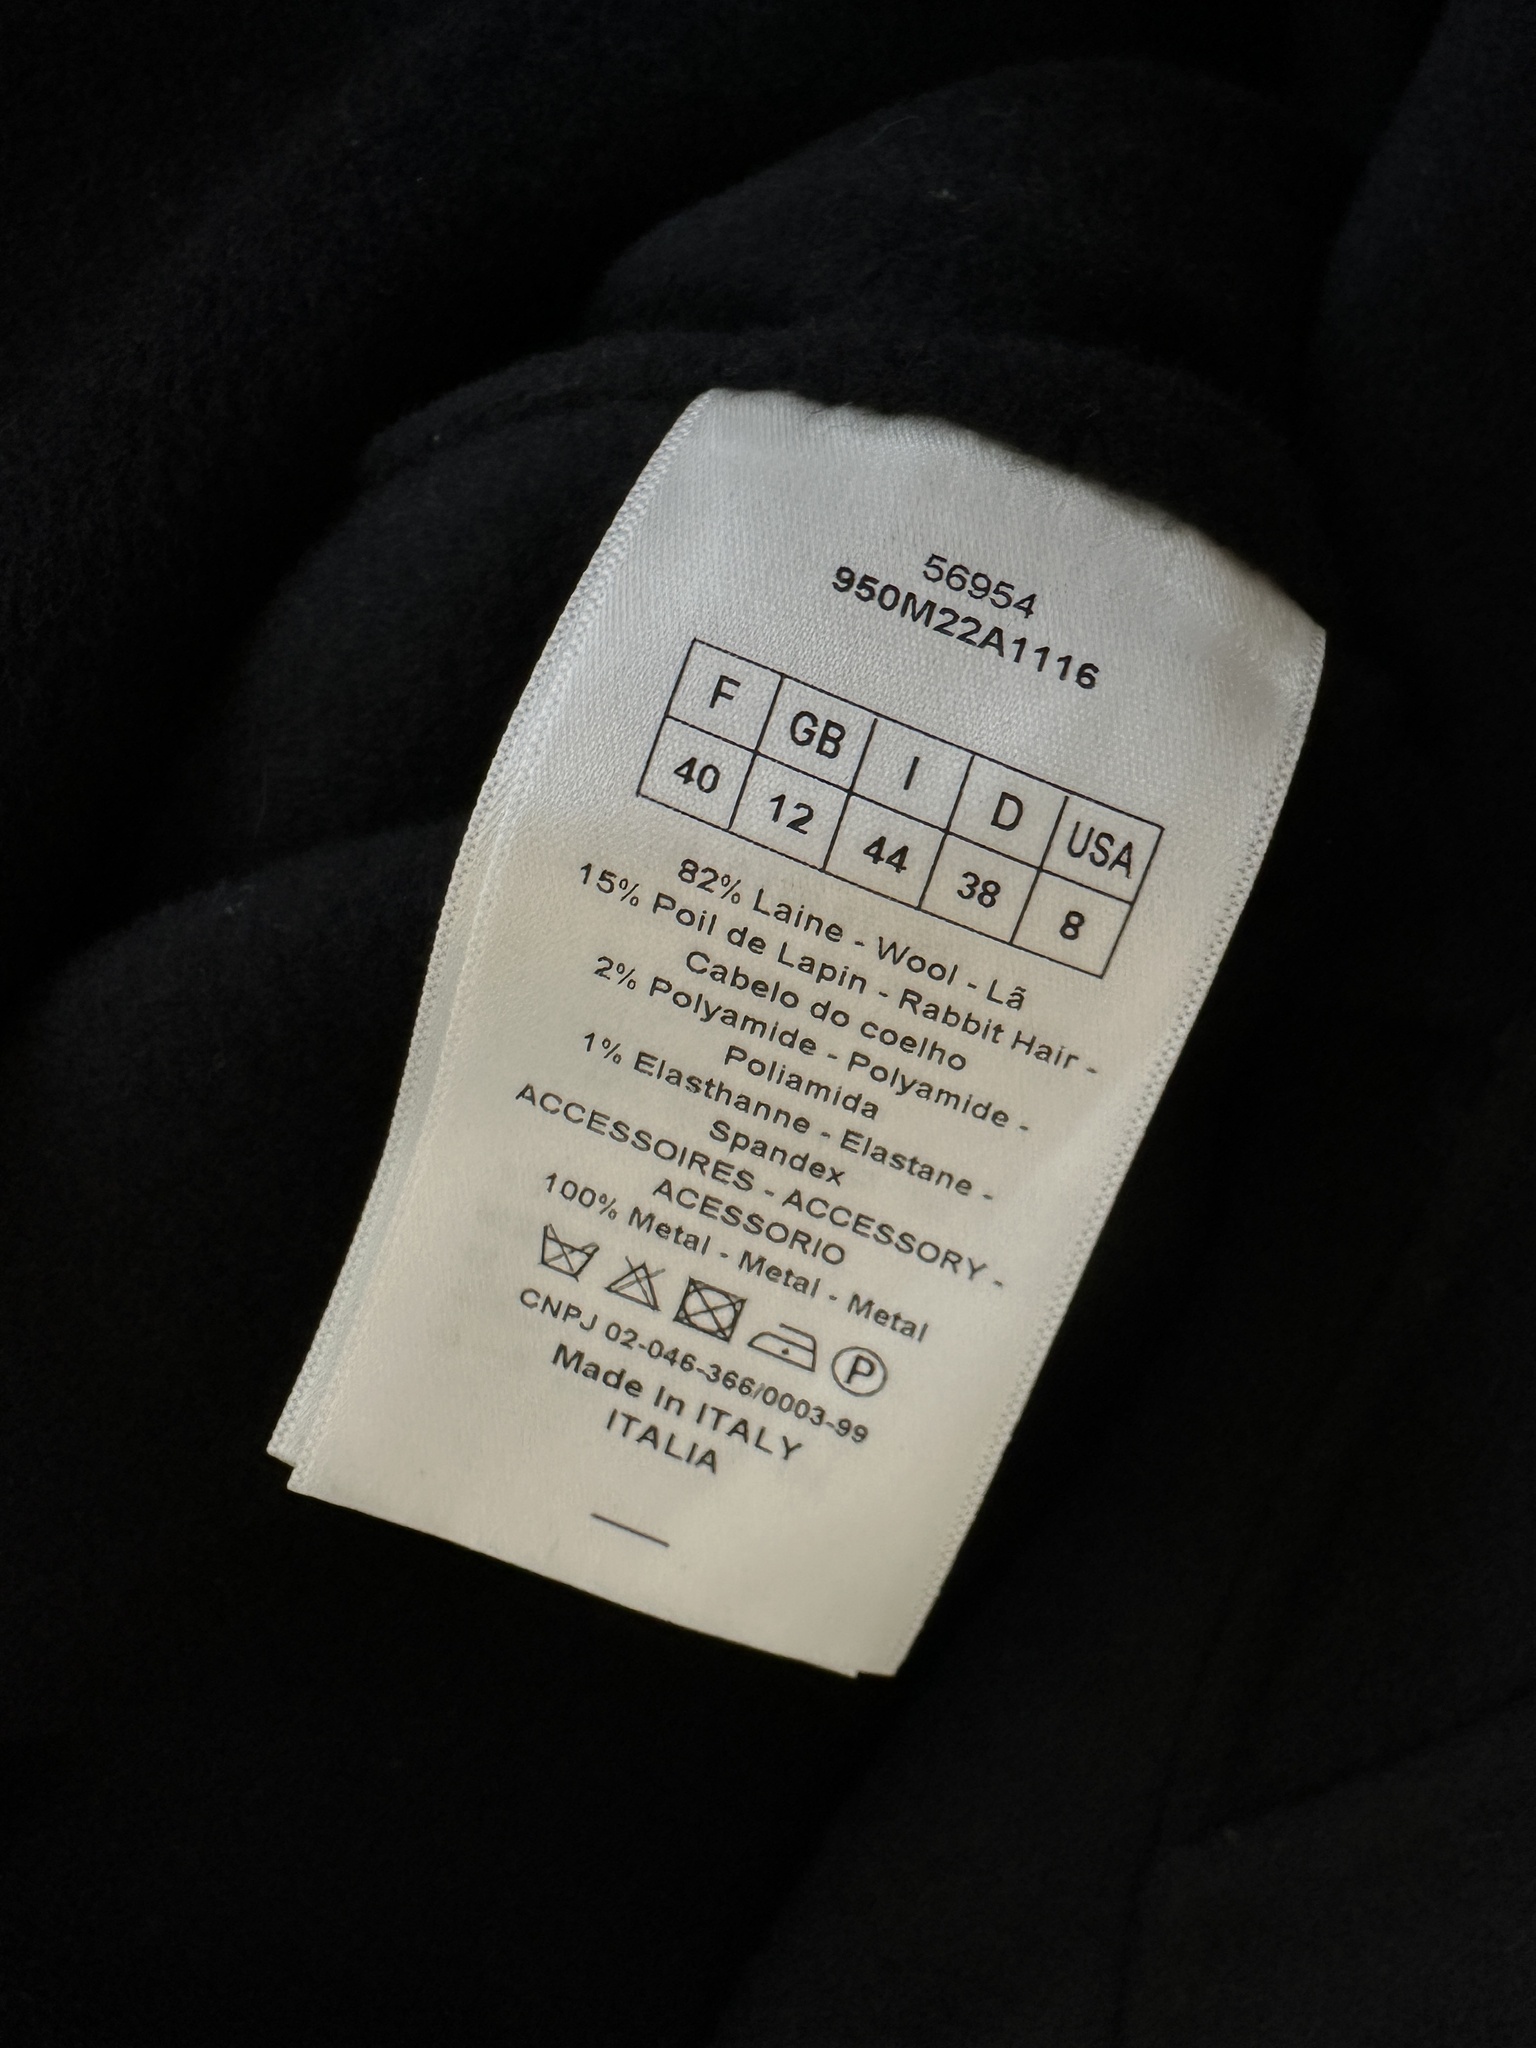 56954
950M22A1116
F GB I D USA
40 12 44 38 8
82% Laine - Wool - Lã
15% Poil de Lapin - Rabbit Hair -
Cabelo do coelho
2% Polyamide - Polyamide -
Poliamida
1% Elasthanne - Elastane -
Spandex
ACCESSOIRES - ACCESSORY -
ACESSORIO
100% Metal - Metal - Metal
P
CNPJ 02-046-366/0003-99
Made In ITALY
ITALIA